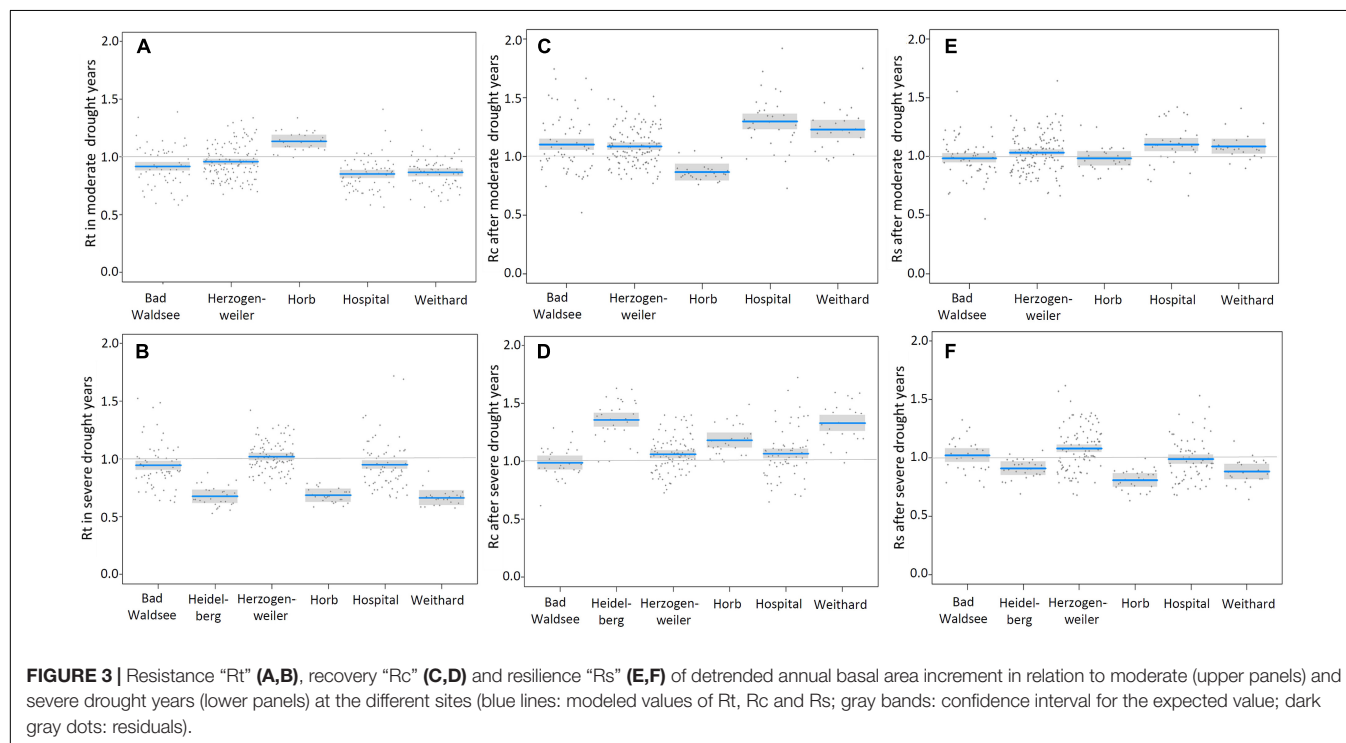 A
2.0
1.5
1.0
0.5
0.0
Rt in moderate drought years
Bad Waldsee
Herzogen-weiler
Horb
Hospital
Weithard
C
2.0
1.5
1.0
0.5
0.0
Rc after moderate drought years
Bad Waldsee
Herzogen-weiler
Horb
Hospital
Weithard
E
2.0
1.5
1.0
0.5
0.0
Rs after moderate drought years
Bad Waldsee
Herzogen-weiler
Horb
Hospital
Weithard
B
2.0
1.5
1.0
0.5
0.0
Rt in severe drought years
Bad Waldsee
Heidel-berg
Herzogen-weiler
Horb
Hospital
Weithard
D
2.0
1.5
1.0
0.5
0.0
Rc after severe drought years
Bad Waldsee
Heidel-berg
Herzogen-weiler
Horb
Hospital
Weithard
F
2.0
1.5
1.0
0.5
0.0
Rs after severe drought years
Bad Waldsee
Heidel-berg
Herzogen-weiler
Horb
Hospital
Weithard
FIGURE 3 | Resistance “Rt” (A,B), recovery “Rc” (C,D) and resilience “Rs” (E,F) of detrended annual basal area increment in relation to moderate (upper panels) and
severe drought years (lower panels) at the different sites (blue lines: modeled values of Rt, Rc and Rs; gray bands: confidence interval for the expected value; dark
gray dots: residuals).